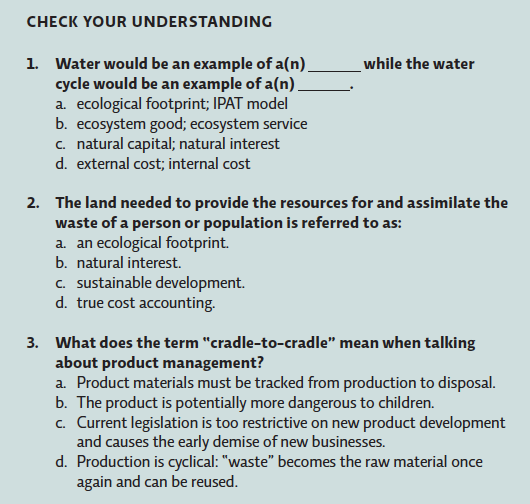 CHECK YOUR UNDERSTANDING
1. Water would be an example of a(n) ______ while the water
cycle would be an example of a(n) ______.
a. ecological footprint; IPAT model
b. ecosystem good; ecosystem service
c. natural capital; natural interest
d. external cost; internal cost
2. The land needed to provide the resources for and assimilate the
waste of a person or population is referred to as:
a. an ecological footprint.
b. natural interest.
c. sustainable development.
d. true cost accounting.
3. What does the term "cradle-to-cradle” mean when talking
about product management?
a. Product materials must be tracked from production to disposal.
b. The product is potentially more dangerous to children.
c. Current legislation is too restrictive on new product development
and causes the early demise of new businesses.
d. Production is cyclical: "waste” becomes the raw material once
again and can be reused.